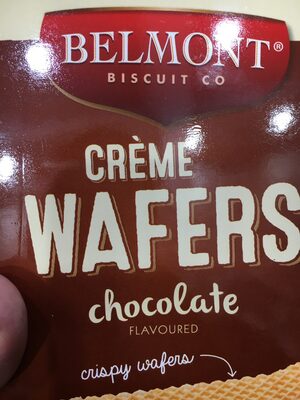 BELMONT®
BISCUIT CO
CRÈME
WAFERS
chocolate
FLAVOURED
crispy wafers